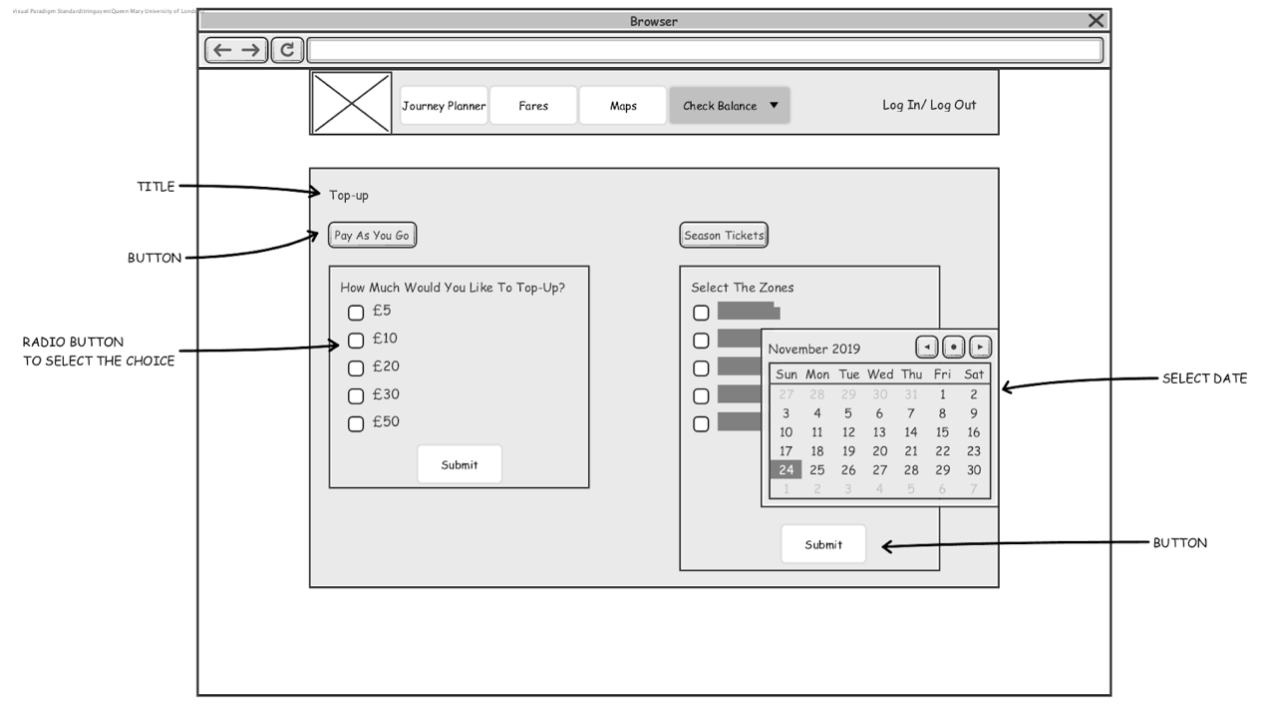 Visual Paradigm Standard(tringuyen(Queen Mary University of London
Browser
Journey Planner
Fares
Maps
Check Balance
Log In/ Log Out
TITLE
Top-up
BUTTON
Pay As You Go
Season Tickets
How Much Would You Like To Top-Up?
£5
£10
£20
£30
£50
Submit
RADIO BUTTON
TO SELECT THE CHOICE
Select The Zones
November 2019
Sun Mon Tue Wed Thu Fri Sat
27 28 29 30 31 1 2
3 4 5 6 7 8 9
10 11 12 13 14 15 16
17 18 19 20 21 22 23
24 25 26 27 28 29 30
1 2 3 4 5 6 7
SELECT DATE
Submit
BUTTON